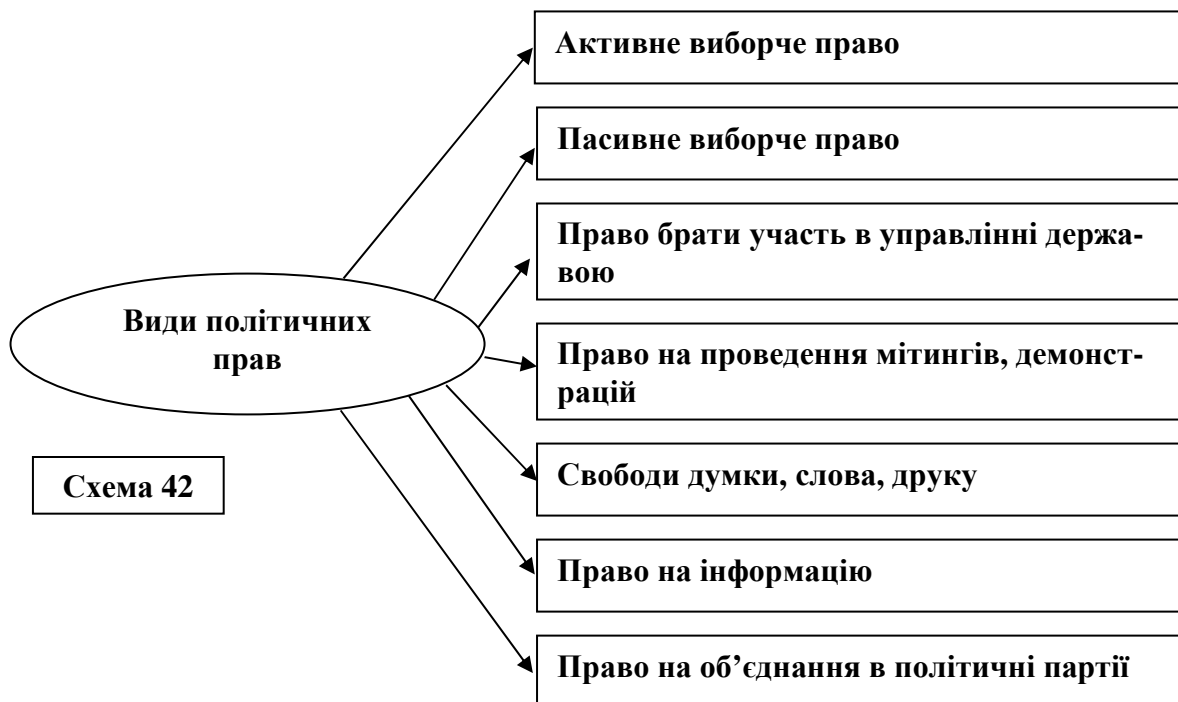 Активне виборче право
Пасивне виборче право
Право брати участь в управлінні держа-
вою
Види політичних
прав
Право на проведення мітингів, демонст-
рацій
Свободи думки, слова, друку
Схема 42
Право на інформацію
Право на об’єднання в політичні партії